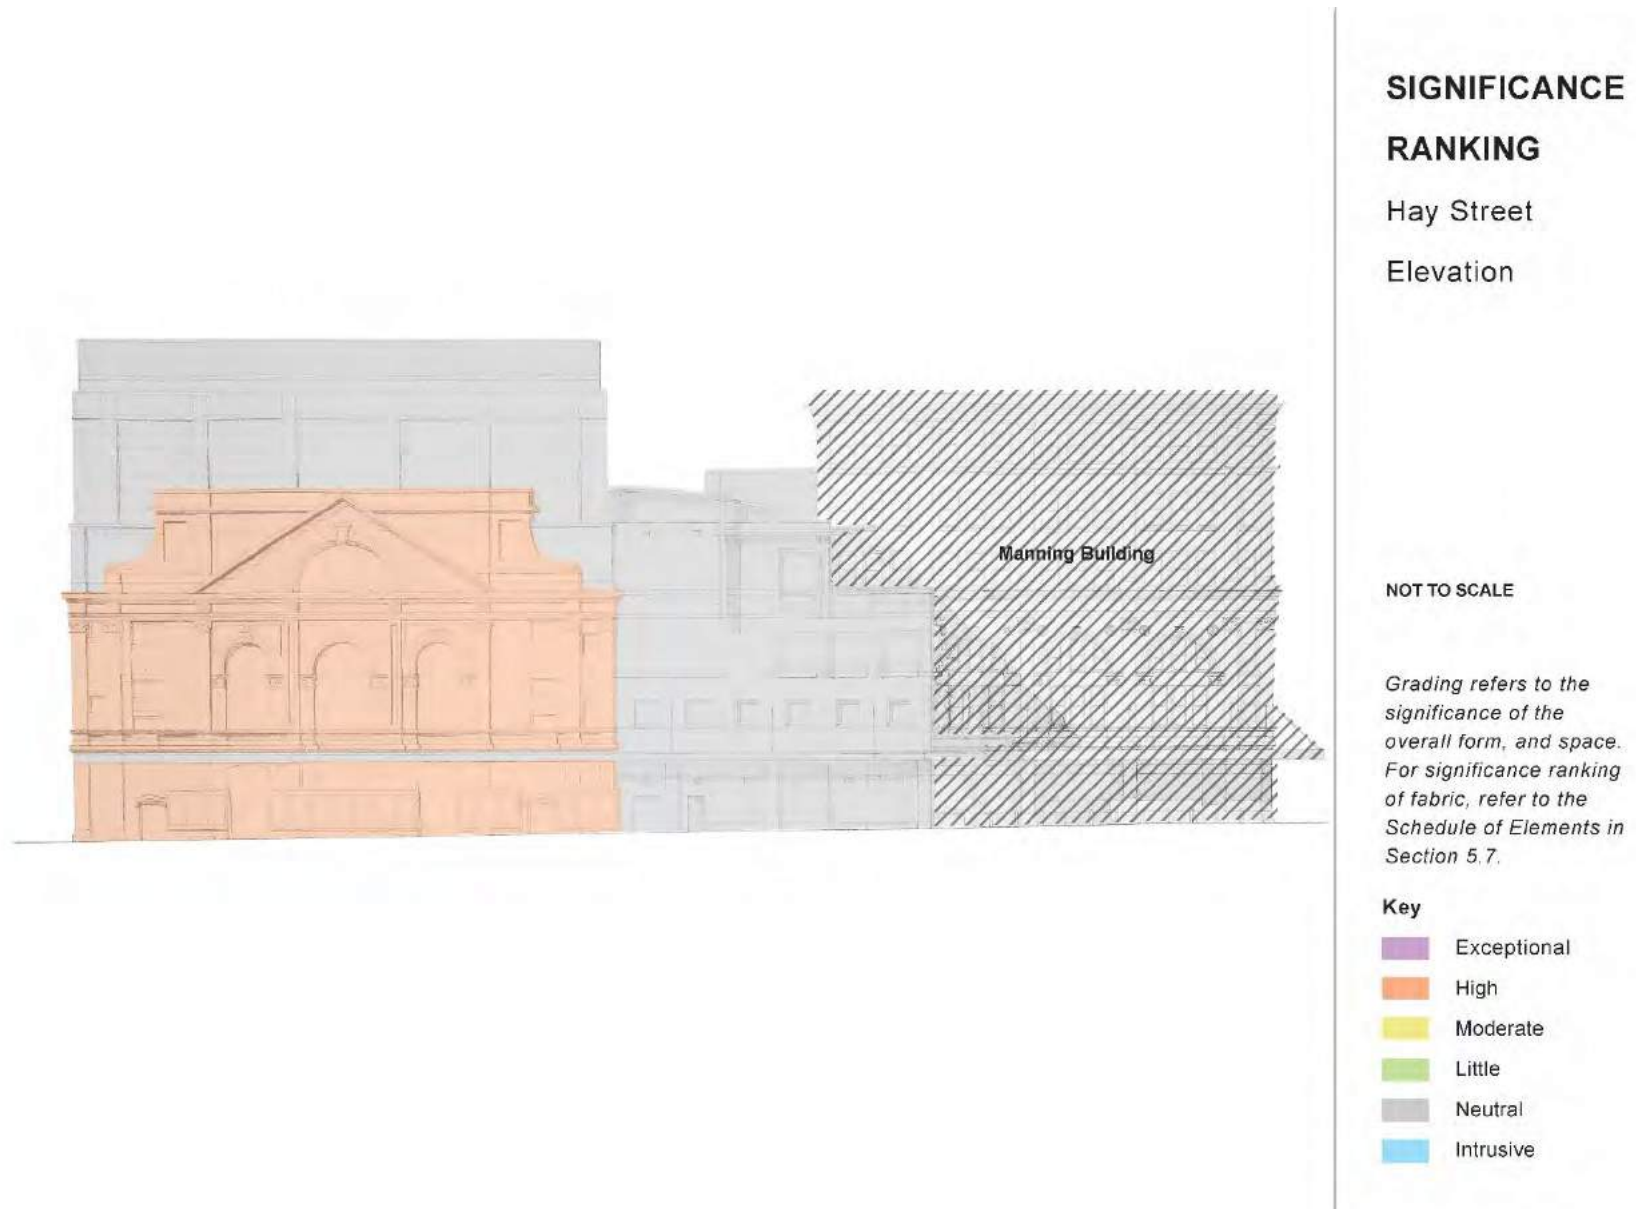 SIGNIFICANCE
RANKING
Hay Street
Elevation
Manning Building
NOT TO SCALE
Grading refers to the
significance of the
overall form, and space.
For significance ranking
of fabric, refer to the
Schedule of Elements in
Section 5.7.
Key
Exceptional
High
Moderate
Little
Neutral
Intrusive